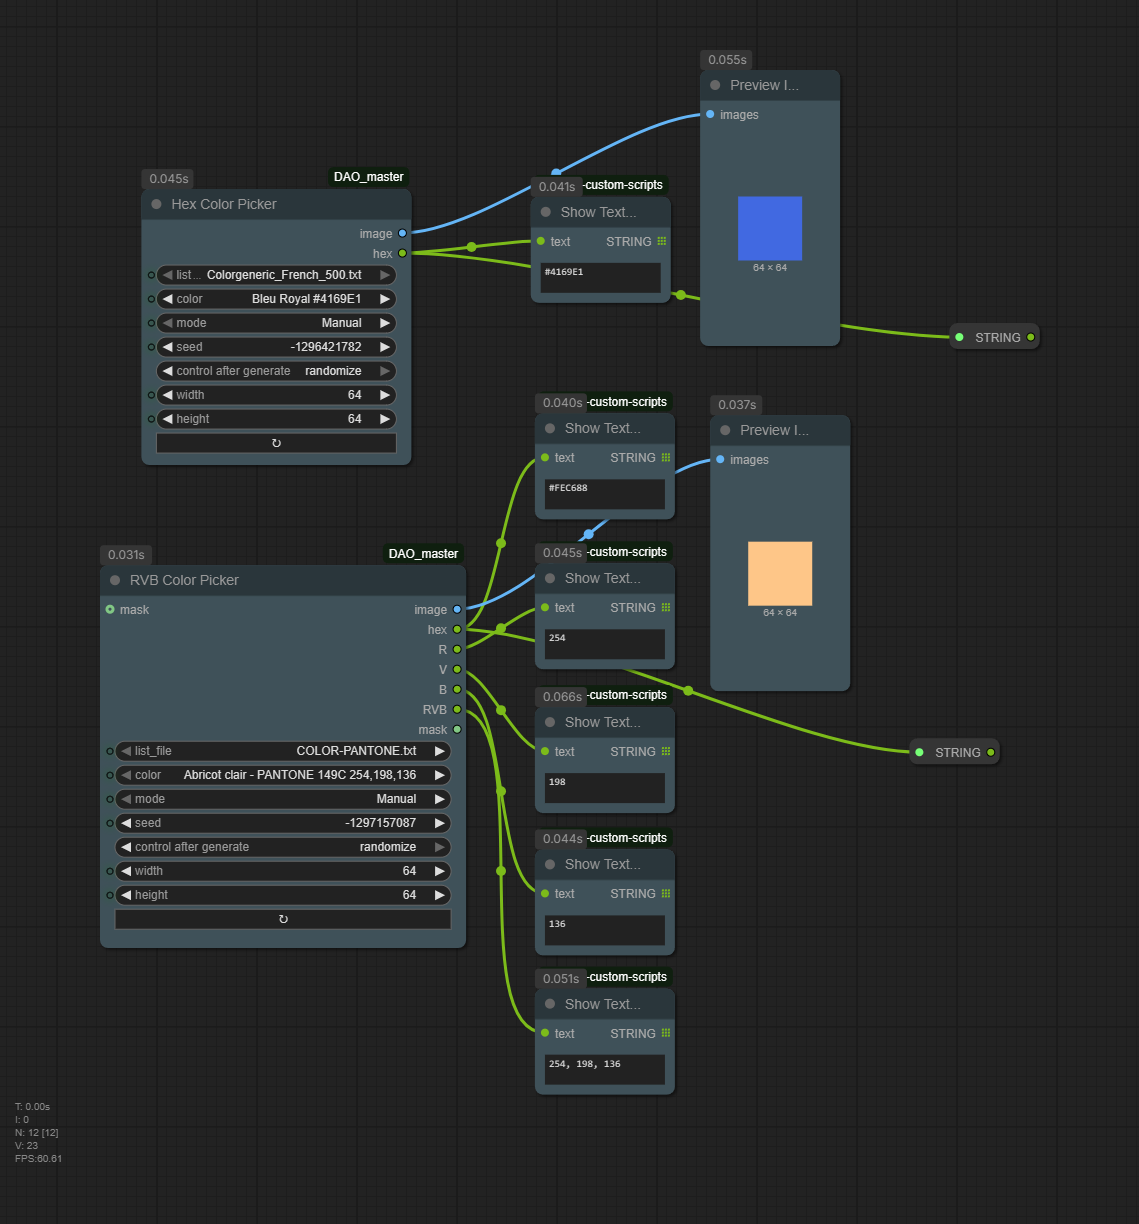 0.055s
Preview I...
images
64 × 64
0.045s
DAO_master
Hex Color Picker
image
hex
list... Colorgeneric_French_500.txt
color Bleu Royal #4169E1
mode Manual
seed -1296421782
control after generate randomize
width 64
height 64
↻
0.041s -custom-scripts
Show Text...
text STRING
#4169E1
STRING
0.040s -custom-scripts
Show Text...
text STRING
#FEC688
0.037s
Preview I...
images
64 × 64
0.031s
DAO_master
RVB Color Picker
mask image
hex
R
V
B
RVB
mask
list_file COLOR-PANTONE.txt
color Abricot clair - PANTONE 149C 254,198,136
mode Manual
seed -1297157087
control after generate randomize
width 64
height 64
↻
0.045s -custom-scripts
Show Text...
text STRING
254
0.066s -custom-scripts
Show Text...
text STRING
198
STRING
0.044s -custom-scripts
Show Text...
text STRING
136
0.051s -custom-scripts
Show Text...
text STRING
254, 198, 136
T: 0.00s
I: 0
N: 12 [12]
V: 23
FPS:60.61